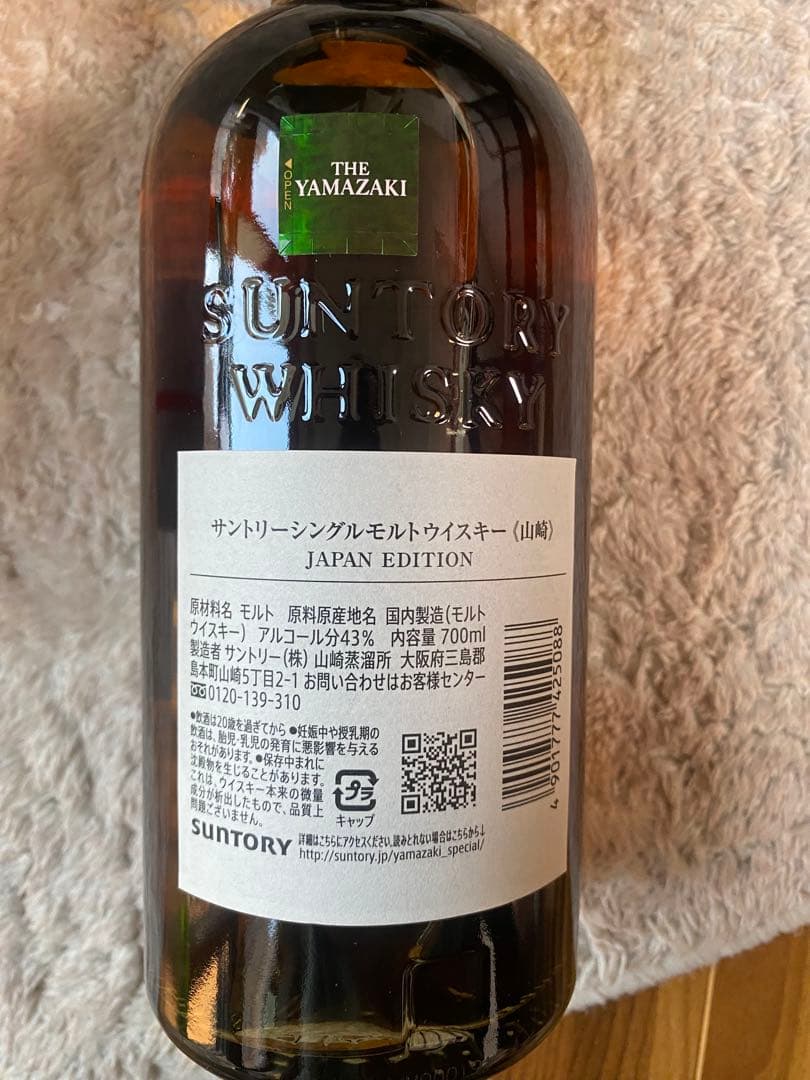 ◀OPEN
THE
YAMAZAKI
SUNTORY
WHISKY
サントリーシングルモルトウイスキー《山崎》
JAPAN EDITION
原材料名 モルト 原料原産地名 国内製造(モルト
ウイスキー) アルコール分43% 内容量 700ml
製造者 サントリー(株) 山崎蒸溜所 大阪府三島郡
島本町山崎5丁目2-1 お問い合わせはお客様センター
0120-139-310
●飲酒は20歳を過ぎてから ●妊娠中や授乳期の
飲酒は、胎児・乳児の発育に悪影響を与える
おそれがあります。●保存中まれに
沈殿物を生じることがあります。
これは、ウイスキー本来の微量
成分が析出したもので、品質上
問題ございません。
プラ
キャップ
4 901777 425088
SUNTORY
詳細はこちらにアクセスください。読みとれない場合はこちらから↓
http://suntory.jp/yamazaki_special/